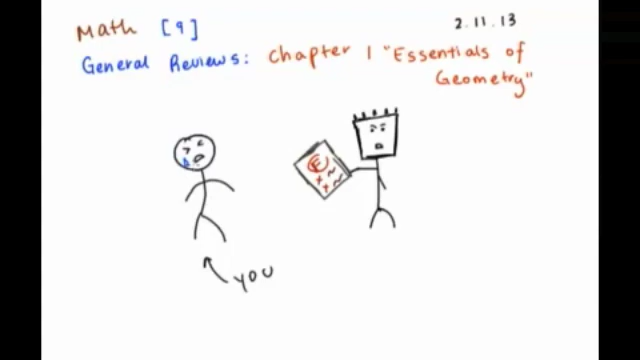 Math [9]
2.11.13
General Reviews: Chapter 1 "Essentials of
Geometry"
F
YOU